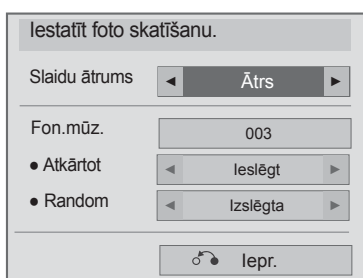 Iestatīt foto skatīšanu.
Slaidu ātrums ◄ Ātrs ►
Fon.mūz. 003
● Atkārtot ◄ Ieslēgt ►
● Random ◄ Izslēgta ►
Iepr.